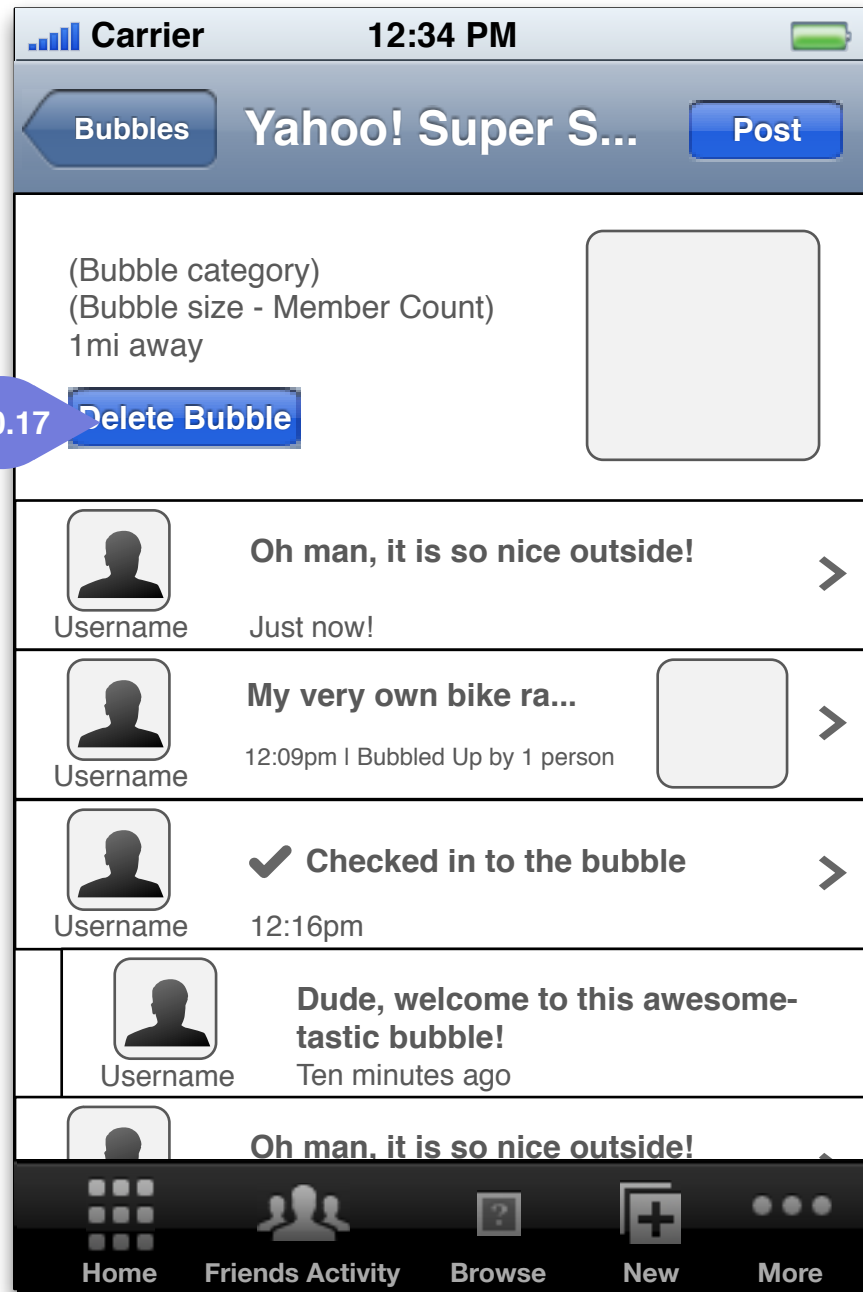 Carrier 12:34 PM
Bubbles Yahoo! Super S... Post
(Bubble category)
(Bubble size - Member Count)
1mi away
.17 Delete Bubble
Oh man, it is so nice outside!
Username Just now!
My very own bike ra...
12:09pm l Bubbled Up by 1 person
Username
Checked in to the bubble
Username 12:16pm
Dude, welcome to this awesome-
tastic bubble!
Username Ten minutes ago
Oh man, it is so nice outside!
Home Friends Activity Browse New More